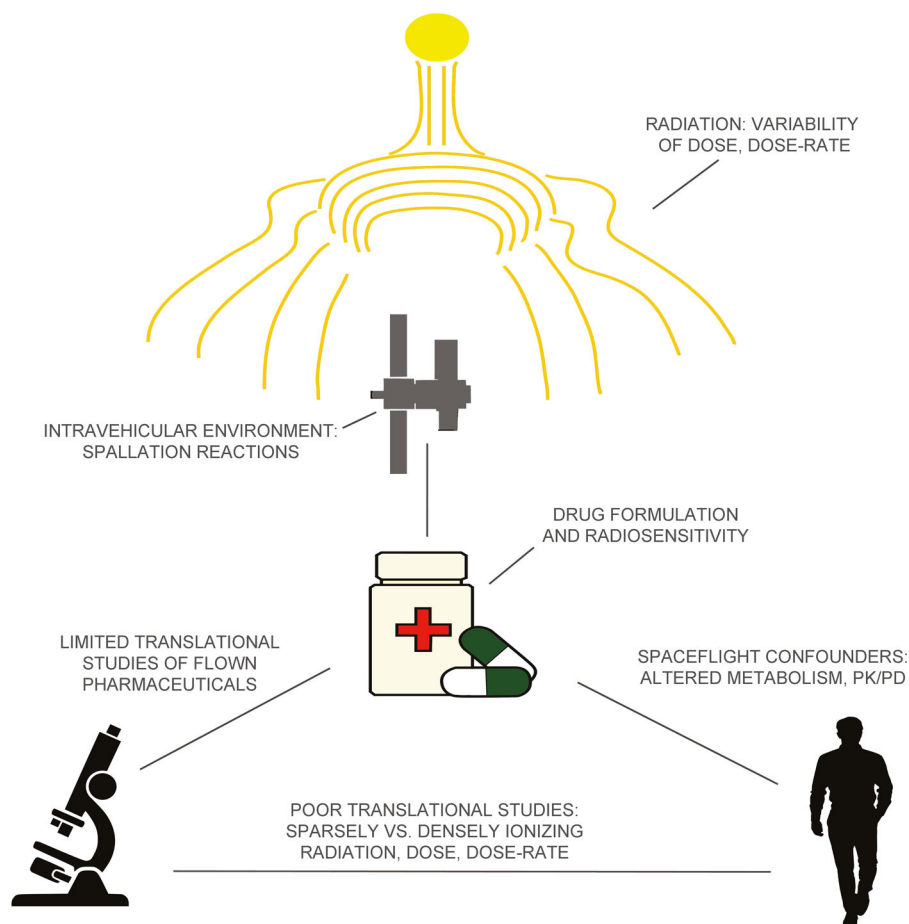 RADIATION: VARIABILITY
OF DOSE, DOSE-RATE
INTRAVEHICULAR ENVIRONMENT:
SPALLATION REACTIONS
DRUG FORMULATION
AND RADIOSENSITIVITY
LIMITED TRANSLATIONAL
STUDIES OF FLOWN
PHARMACEUTICALS
SPACEFLIGHT CONFOUNDERS:
ALTERED METABOLISM, PK/PD
POOR TRANSLATIONAL STUDIES:
SPARSELY VS. DENSELY IONIZING
RADIATION, DOSE, DOSE-RATE